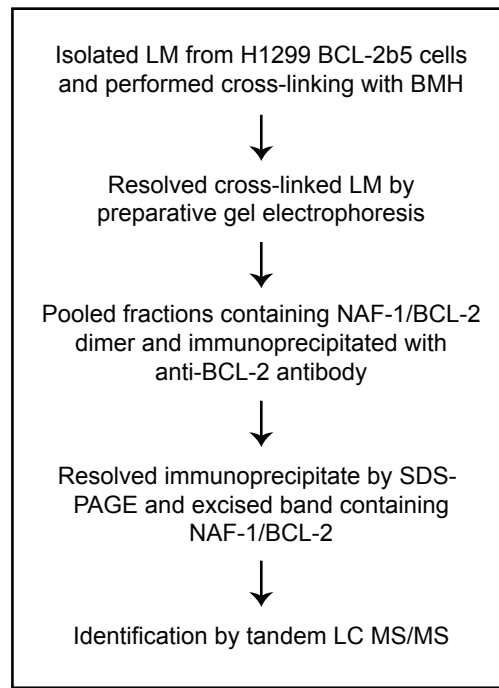 Isolated LM from H1299 BCL-2b5 cells
and performed cross-linking with BMH
Resolved cross-linked LM by
preparative gel electrophoresis
Pooled fractions containing NAF-1/BCL-2
dimer and immunoprecipitated with
anti-BCL-2 antibody
Resolved immunoprecipitate by SDS-
PAGE and excised band containing
NAF-1/BCL-2
Identification by tandem LC MS/MS